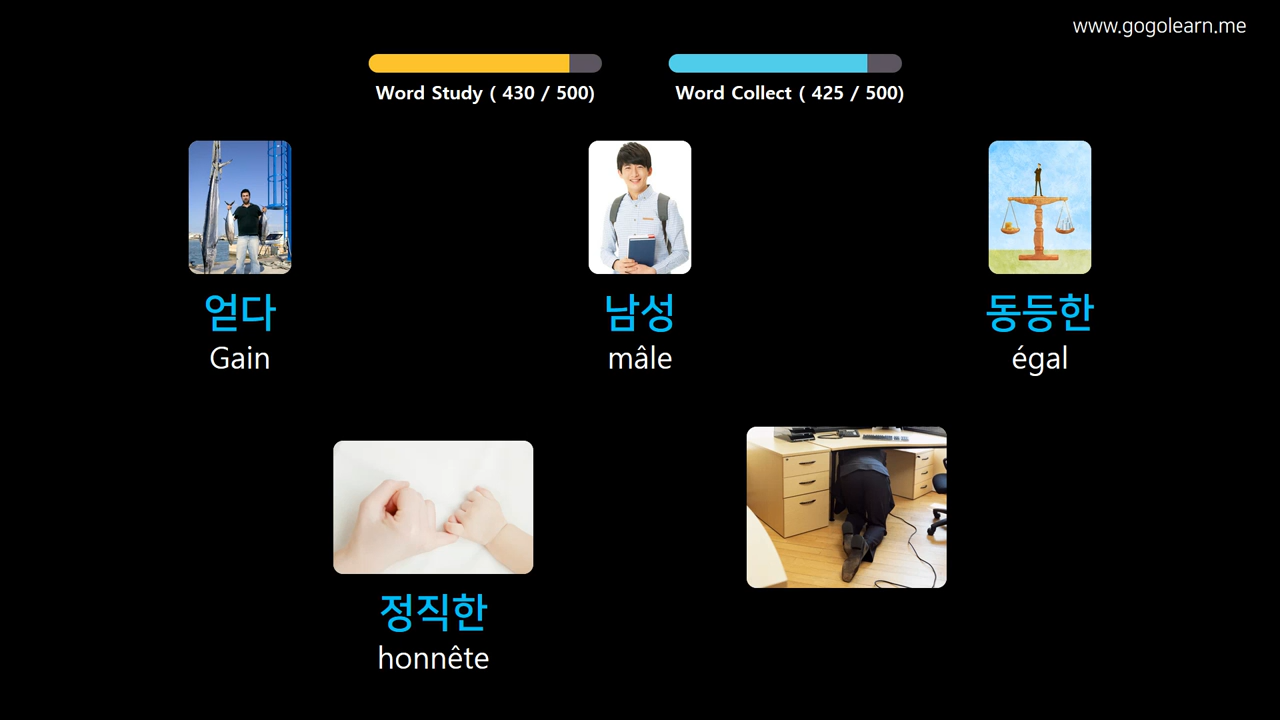 www.gogolearn.me
Word Study ( 430 / 500)
Word Collect ( 425 / 500)
얻다
Gain
남성
mâle
동등한
égal
정직한
honnête